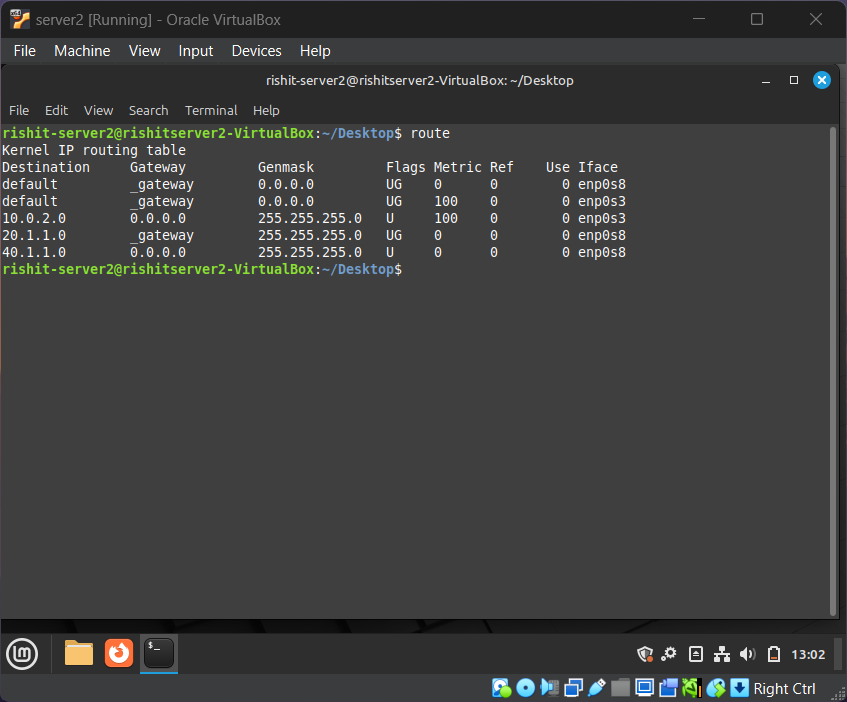 server2 [Running] - Oracle VirtualBox
File Machine View Input Devices Help
rishit-server2@rishitserver2-VirtualBox: ~/Desktop
File Edit View Search Terminal Help
rishit-server2@rishitserver2-VirtualBox:~/Desktop$ route
Kernel IP routing table
Destination     Gateway         Genmask         Flags Metric Ref    Use Iface
default         _gateway        0.0.0.0         UG    0      0        0 enp0s8
default         _gateway        0.0.0.0         UG    100    0        0 enp0s3
10.0.2.0        0.0.0.0         255.255.255.0   U     100    0        0 enp0s3
20.1.1.0        _gateway        255.255.255.0   UG    0      0        0 enp0s8
40.1.1.0        0.0.0.0         255.255.255.0   U     0      0        0 enp0s8
rishit-server2@rishitserver2-VirtualBox:~/Desktop$
$_
13:02
Right Ctrl